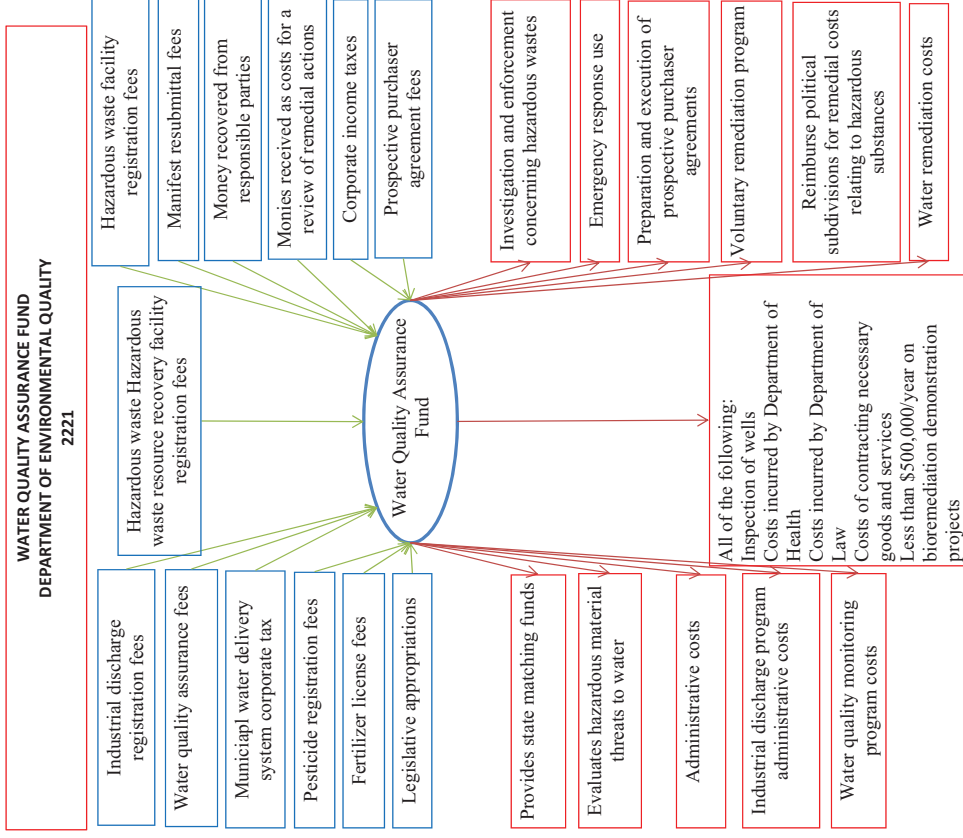 WATER QUALITY ASSURANCE FUND
DEPARTMENT OF ENVIRONMENTAL QUALITY
2221
Industrial discharge
registration fees
Water quality assurance fees
Municiapl water delivery
system corporate tax
Pesticide registration fees
Fertilizer license fees
Legislative appropriations
Hazardous waste Hazardous
waste resource recovery facility
registration fees
Hazardous waste facility
registration fees
Manifest resubmittal fees
Money recovered from
responsible parties
Monies received as costs for a
review of remedial actions
Corporate income taxes
Prospective purchaser
agreement fees
Water Quality Assurance
Fund
Provides state matching funds
Evaluates hazardous material
threats to water
Administrative costs
Industrial discharge program
administrative costs
Water quality monitoring
program costs
All of the following:
Inspection of wells
Costs incurred by Department of
Health
Costs incurred by Department of
Law
Costs of contracting necessary
goods and services
Less than $500,000/year on
bioremediation demonstration
projects
Investigation and enforcement
concerning hazardous wastes
Emergency response use
Preparation and execution of
prospective purchaser
agreements
Voluntary remediation program
Reimburse political
subdivisions for remedial costs
relating to hazardous
substances
Water remediation costs